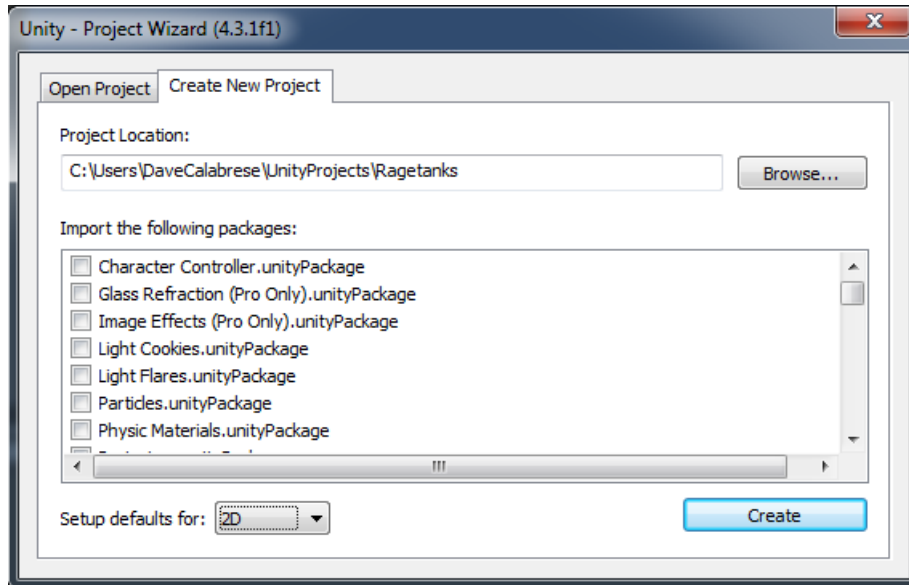 Unity - Project Wizard (4.3.1f1)
Open Project
Create New Project
Project Location:
C:\Users\DaveCalabrese\UnityProjects\Ragetanks
Browse...
Import the following packages:
Character Controller.unityPackage
Glass Refraction (Pro Only).unityPackage
Image Effects (Pro Only).unityPackage
Light Cookies.unityPackage
Light Flares.unityPackage
Particles.unityPackage
Physic Materials.unityPackage
Setup defaults for: 2D
Create